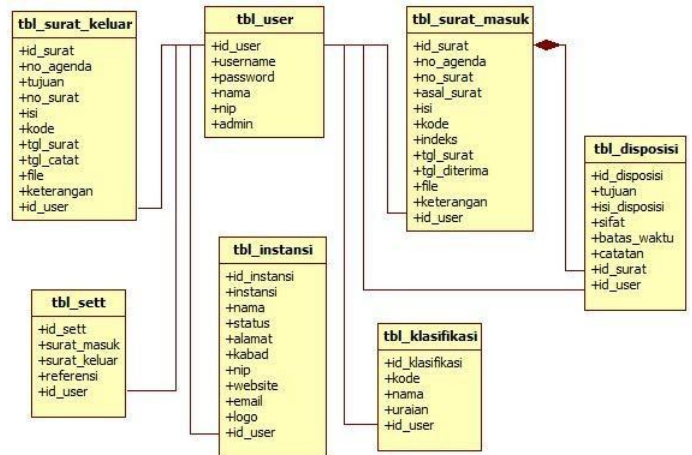 tbl_surat_keluar
+id_surat
+no_agenda
+tujuan
+no_surat
+isi
+kode
+tgl_surat
+tgl_catat
+file
+keterangan
+id_user
tbl_user
+id_user
+username
+password
+nama
+nip
+admin
tbl_surat_masuk
+id_surat
+no_agenda
+no_surat
+asal_surat
+isi
+kode
+indeks
+tgl_surat
+tgl_diterima
+file
+keterangan
+id_user
tbl_disposisi
+id_disposisi
+tujuan
+isi_disposisi
+sifat
+batas_waktu
+catatan
+id_surat
+id_user
tbl_sett
+id_sett
+surat_masuk
+surat_keluar
+referensi
+id_user
tbl_instansi
+id_instansi
+instansi
+nama
+status
+alamat
+kabad
+nip
+website
+email
+logo
+id_user
tbl_klasifikasi
+id_klasifikasi
+kode
+nama
+uraian
+id_user